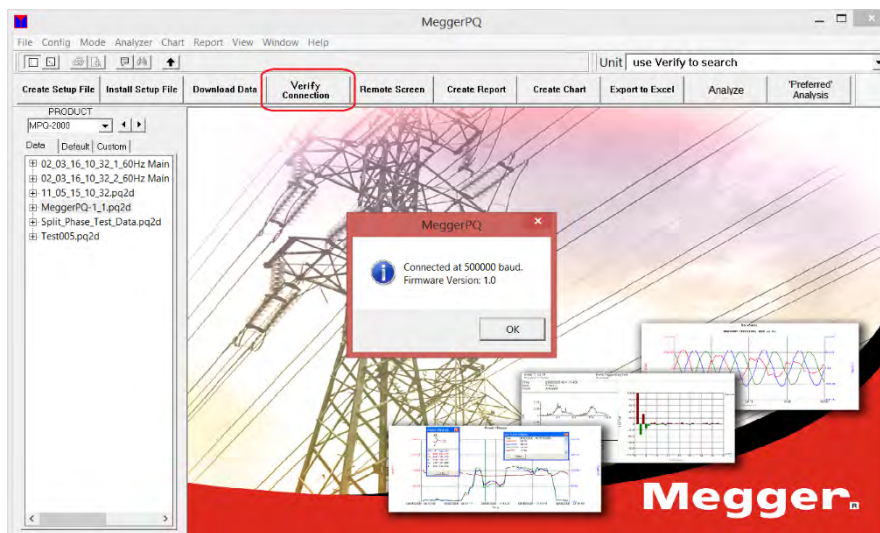 MeggerPQ
File Config Mode Analyzer Chart Report View Window Help
Unit use Verify to search
Create Setup File Install Setup File Download Data Verify Connection Remote Screen Create Report Create Chart Export to Excel Analyze 'Preferred' Analysis
PRODUCT
MPQ-2000
Data Default Custom
02_03_16_10_32_1_60Hz Main
02_03_16_10_32_2_60Hz Main
11_05_15_10_32.pq2d
MeggerPQ-1_1.pq2d
Split_Phase_Test_Data.pq2d
Test005.pq2d
MeggerPQ
Connected at 500000 baud.
Firmware Version: 1.0
OK
Megger